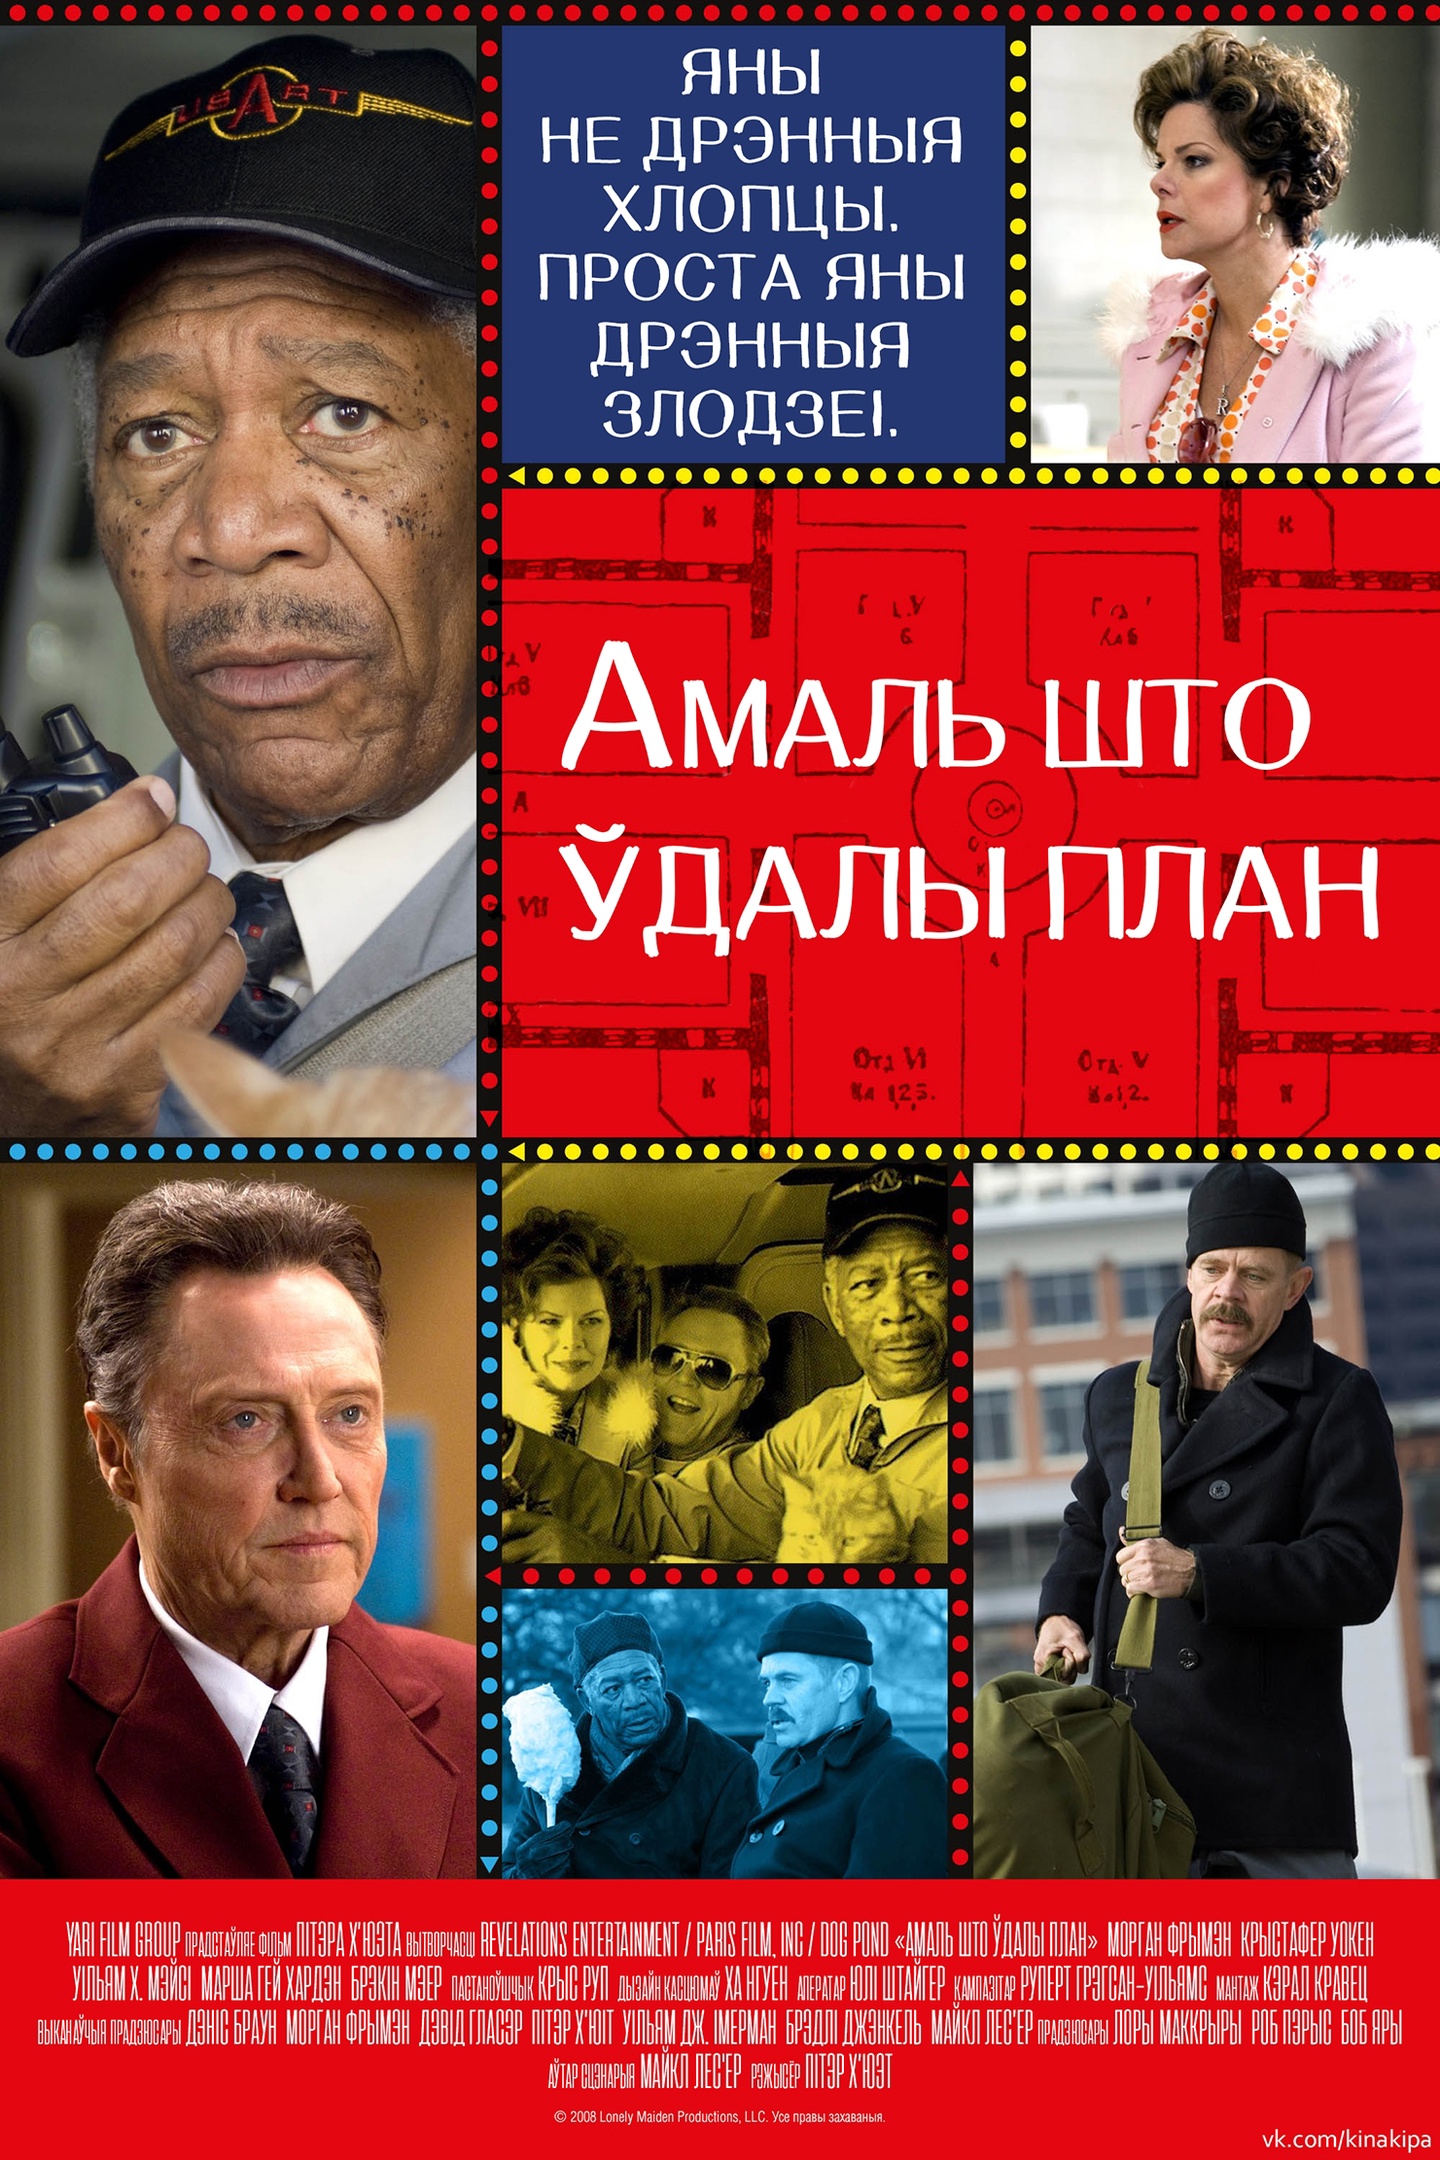 USART
ЯНЫ
НЕ ДРЭННЫЯ
ХЛОПЦЫ.
ПРОСТА ЯНЫ
ДРЭННЫЯ
ЗЛОДЗЕІ.
R
К
К
Амаль што
ўдалы план
А
VII
Отд VI
Отд. V
К
К
YARI FILM GROUP ПРАДСТАЎЛЯЕ ФІЛЬМ ПІТЭРА Х'ЮЭТА ВЫТВОРЧАСЦІ REVELATIONS ENTERTAINMENT / PARIS FILM, INC / DOG POND «АМАЛЬ ШТО ЎДАЛЫ ПЛАН» МОРГАН ФРЫМЭН КРЫСТАФЕР УОКЕН
УІЛЬЯМ Х. МЭЙСІ МАРША ГЕЙ ХАРДЭН БРЭКІН МЭЕР ПАСТАНОЎШЧЫК КРЫС РУП ДЫЗАЙН КАСЦЮМАЎ ХА НГУЕН АПЕРАТАР ЮЛІ ШТАЙГЕР КАМПАЗІТАР РУПЕРТ ГРЭГСАН-УІЛЬЯМС МАНТАЖ КЭРАЛ КРАВЕЦ
ВЫКАНАЎЧЫЯ ПРАДЗЮСАРЫ ДЭНІС БРАУН МОРГАН ФРЫМЭН ДЭВІД ГЛАСЭР ПІТЭР Х'ЮІТ УІЛЬЯМ ДЖ. ІМЕРМАН БРЭДЛІ ДЖЭНКЕЛЬ МАЙКЛ ЛЕС'ЕР ПРАДЗЮСАРЫ ЛОРЫ МАККРЫРЫ РОБ ПЭРЫС БОБ ЯРЫ
АЎТАР СЦЭНАРЫЯ МАЙКЛ ЛЕС'ЕР РЭЖЫСЁР ПІТЭР Х'ЮЭТ
© 2008 Lonely Maiden Productions, LLC. Усе правы захаваныя.
vk.com/kinakipa